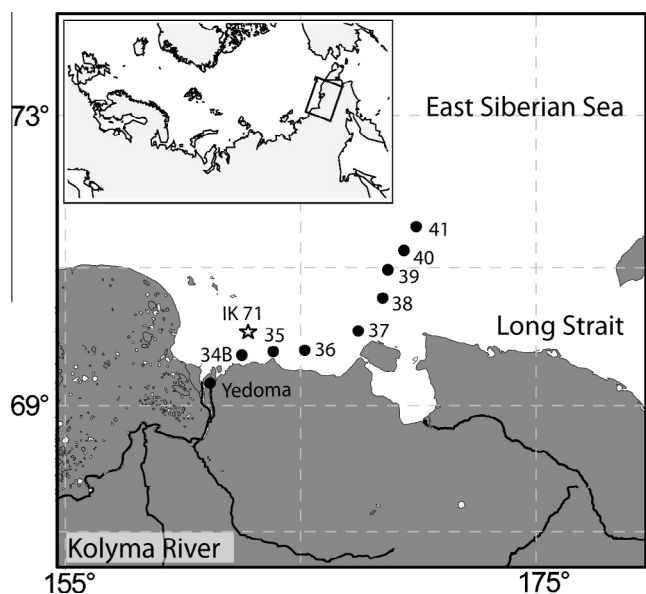 73°
East Siberian Sea
41
40
39
38
IK 71
37
Long Strait
35
36
34B
Yedoma
69°
Kolyma River
155°
175°